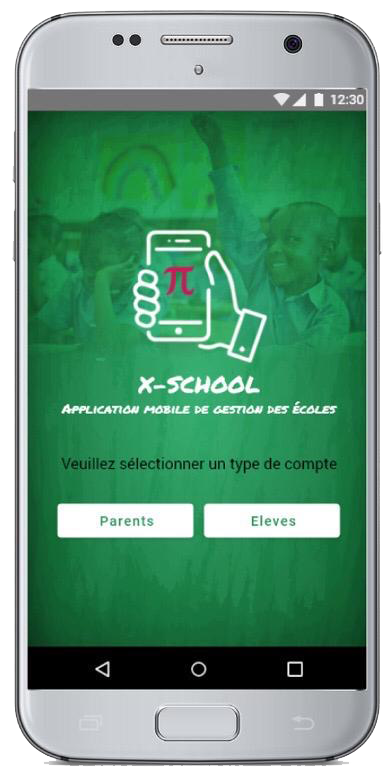 12:30
π
X-SCHOOL
Application mobile de gestion des écoles
Veuillez sélectionner un type de compte
Parents
Eleves